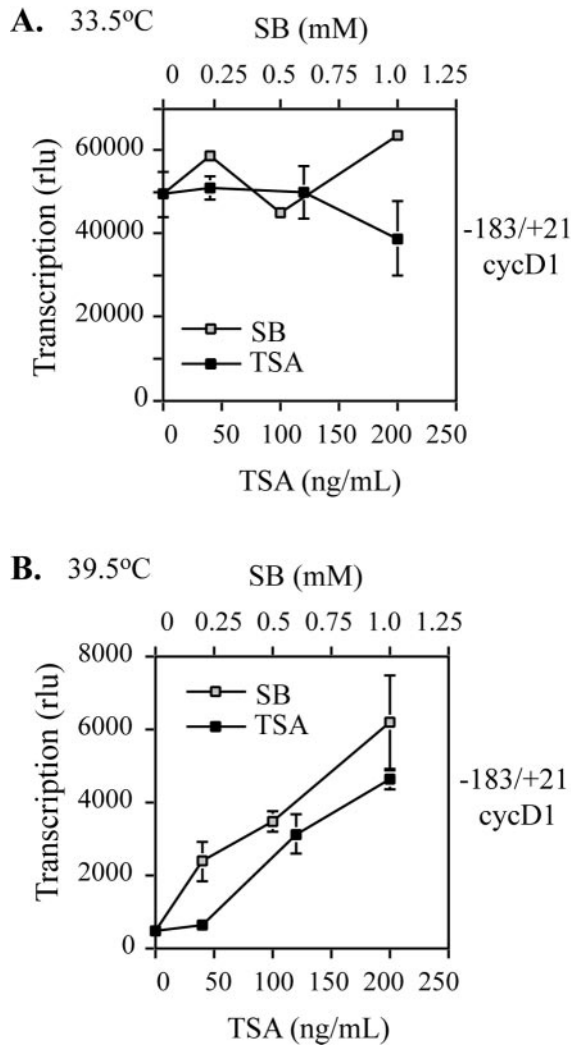 A. 33.5ºC
SB (mM)
0 0.25 0.5 0.75 1.0 1.25
60000
40000
20000
0
Transcription (rlu)
SB
TSA
-183/+21
cycD1
0 50 100 150 200 250
TSA (ng/mL)
B. 39.5ºC
SB (mM)
0 0.25 0.5 0.75 1.0 1.25
8000
6000
4000
2000
0
Transcription (rlu)
SB
TSA
-183/+21
cycD1
0 50 100 150 200 250
TSA (ng/mL)